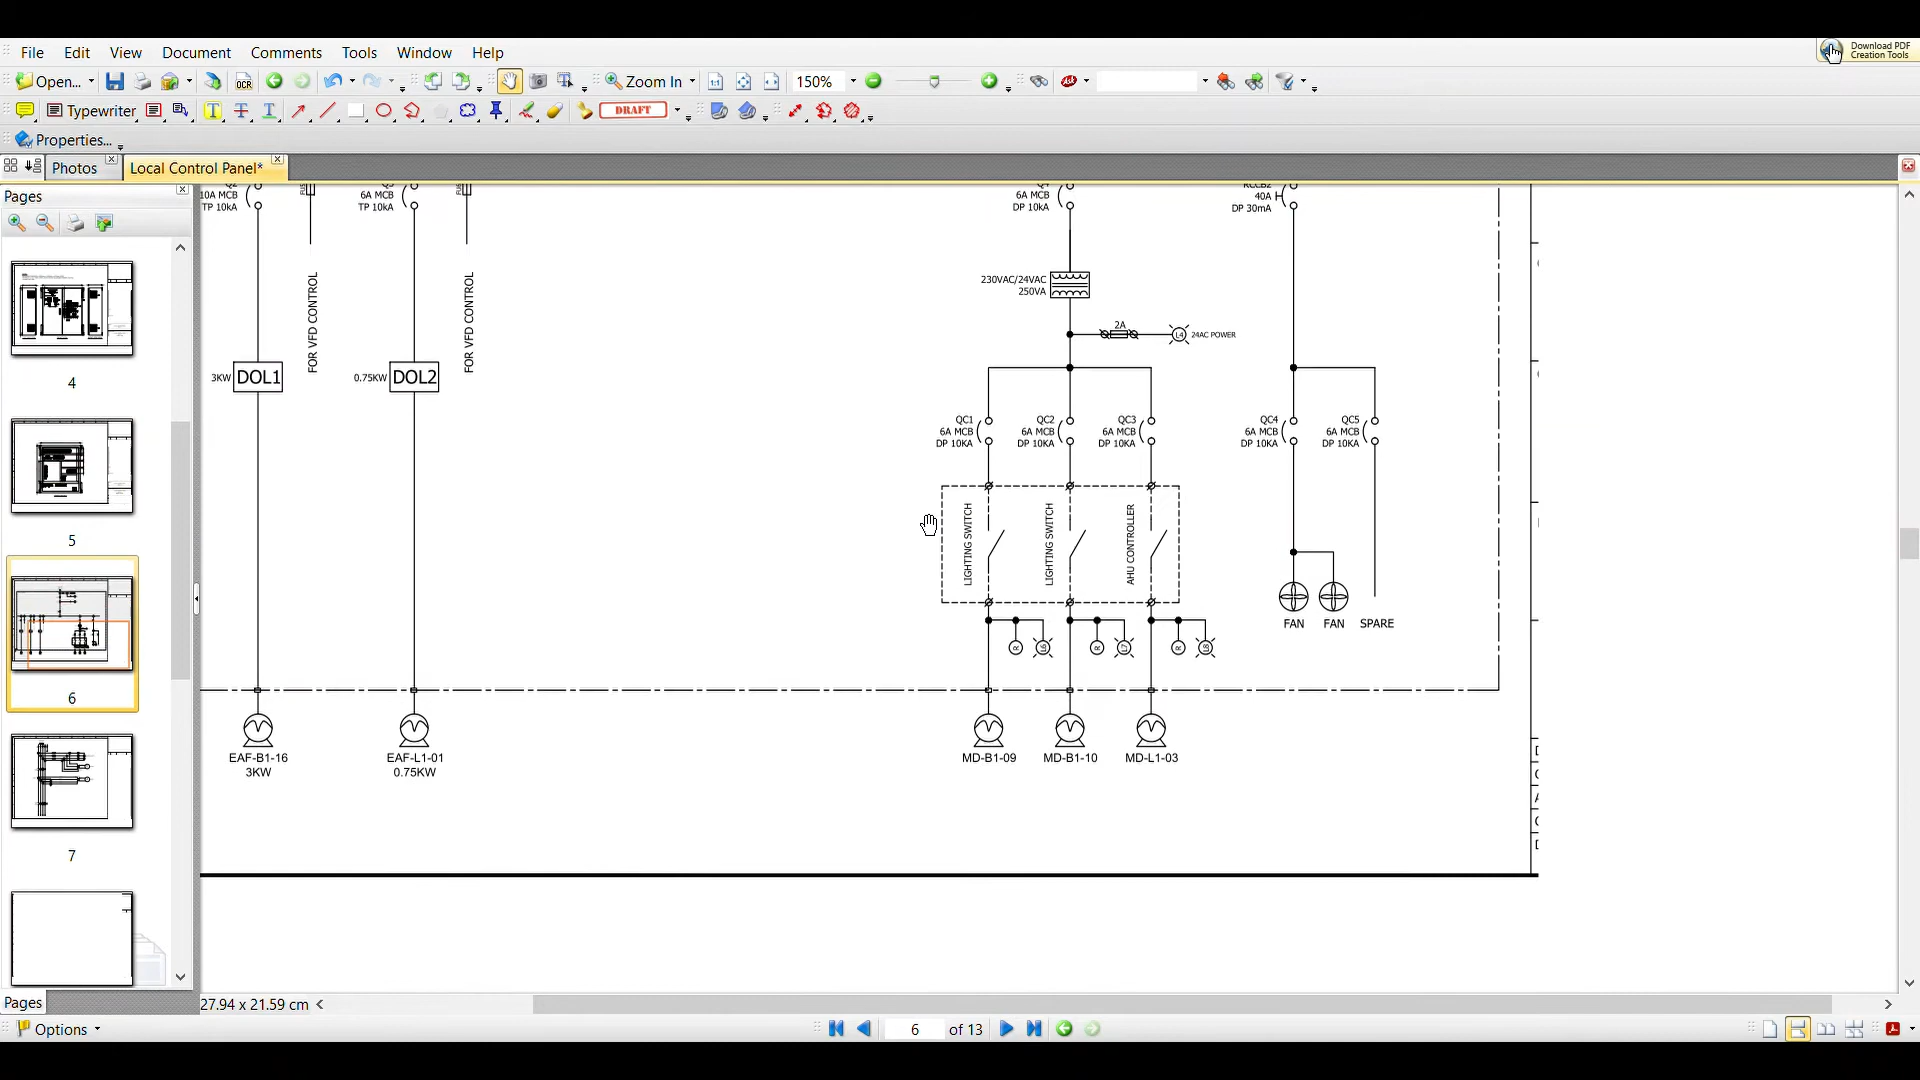 File Edit View Document Comments Tools Window Help
Download PDF
Creation Tools
Open... OCR Zoom In 150% ask
Typewriter DRAFT
Properties...
Photos Local Control Panel*
Pages
4
5
6
7
Pages
Options
10A MCB
TP 10kA
6A MCB
TP 10kA
6A MCB
DP 10kA
40A
DP 30mA
FOR VFD CONTROL
FOR VFD CONTROL
230VAC/24VAC
250VA
2A
L4 24AC POWER
3KW DOL1
0.75KW DOL2
QC1
6A MCB
DP 10KA
QC2
6A MCB
DP 10KA
QC3
6A MCB
DP 10KA
QC4
6A MCB
DP 10KA
QC5
6A MCB
DP 10KA
LIGHTING SWITCH
LIGHTING SWITCH
AHU CONTROLLER
FAN FAN SPARE
R L6 R L7 R L8
EAF-B1-16
3KW
EAF-L1-01
0.75KW
MD-B1-09 MD-B1-10 MD-L1-03
27.94 x 21.59 cm
6 of 13